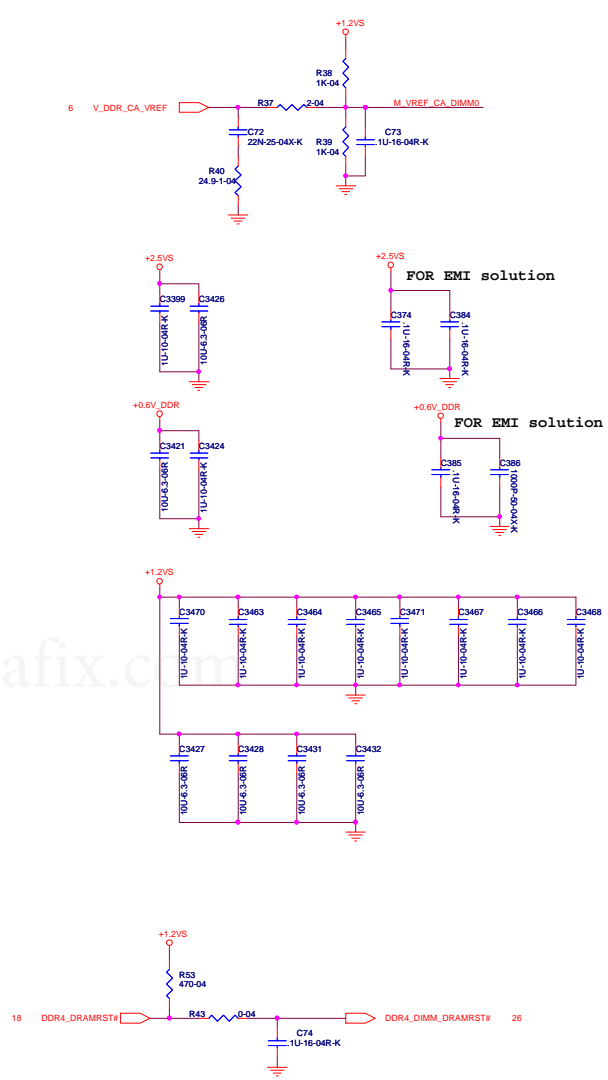 +1.2VS
R38
1K-04
6 V_DDR_CA_VREF R37 2-04 M_VREF_CA_DIMM0
C72
22N-25-04X-K
R39
1K-04
C73
.1U-16-04R-K
R40
24.9-1-04
+2.5VS
C3399
1U-10-04R-K
C3426
10U-6.3-06R
+2.5VS
FOR EMI solution
C374
.1U-16-04R-K
C384
.1U-16-04R-K
+0.6V_DDR
C3421
10U-6.3-06R
C3424
1U-10-04R-K
+0.6V_DDR
FOR EMI solution
C385
.1U-16-04R-K
C386
1000P-50-04X-K
+1.2VS
C3470
1U-10-04R-K
C3463
1U-10-04R-K
C3464
1U-10-04R-K
C3465
1U-10-04R-K
C3471
1U-10-04R-K
C3467
1U-10-04R-K
C3466
1U-10-04R-K
C3468
1U-10-04R-K
afix.com
C3427
10U-6.3-06R
C3428
10U-6.3-06R
C3431
10U-6.3-06R
C3432
10U-6.3-06R
+1.2VS
R53
470-04
18 DDR4_DRAMRST# R43 0-04 DDR4_DIMM_DRAMRST# 26
C74
.1U-16-04R-K